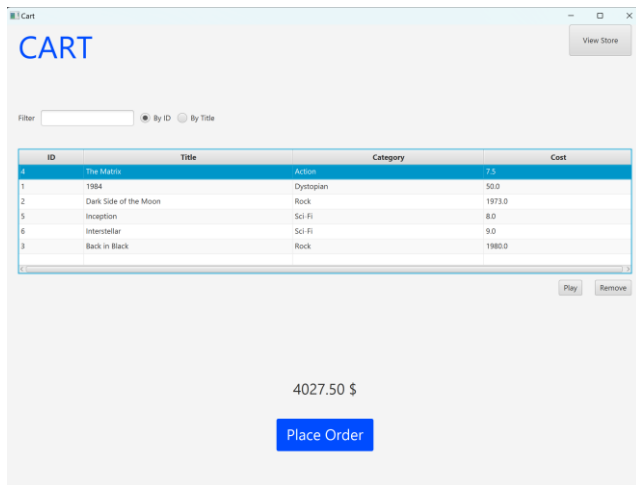 Cart
CART
View Store
Filter By ID By Title
ID Title Category Cost
4 The Matrix Action 7.5
1 1984 Dystopian 50.0
2 Dark Side of the Moon Rock 1973.0
5 Inception Sci-Fi 8.0
6 Interstellar Sci-Fi 9.0
3 Back in Black Rock 1980.0
Play Remove
4027.50 $
Place Order